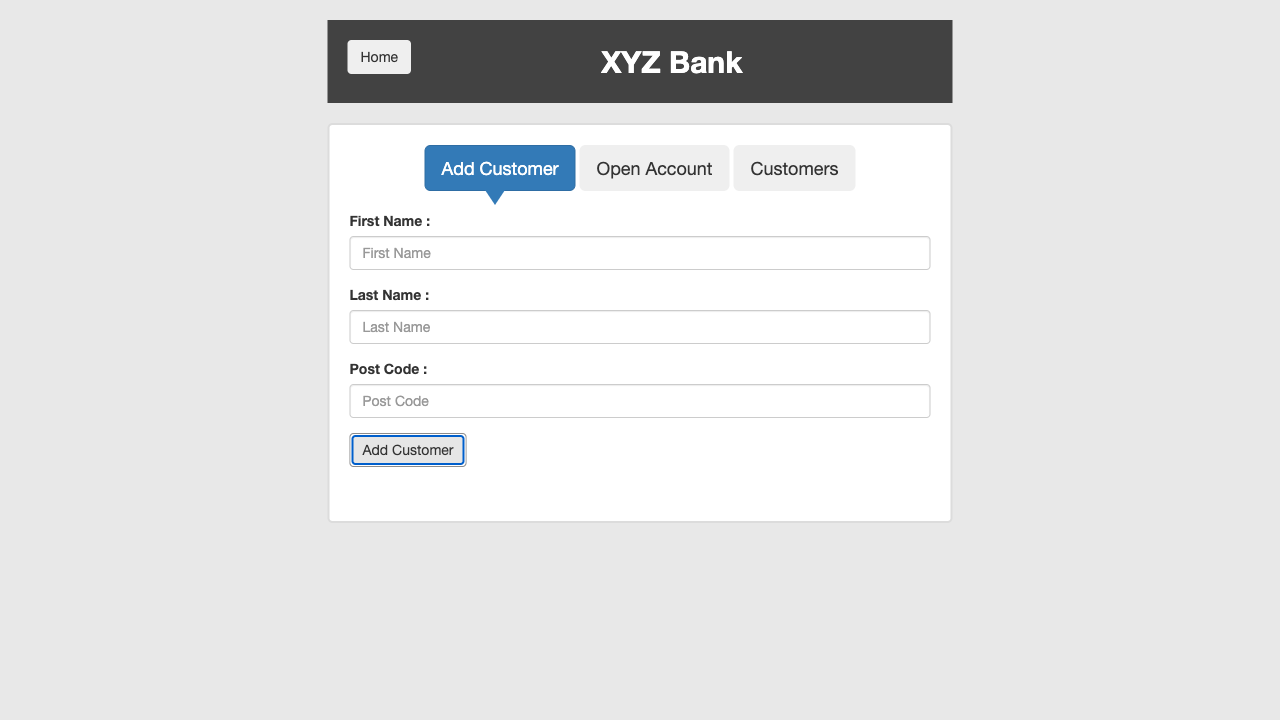 Home
XYZ Bank
Add Customer Open Account Customers
First Name :
First Name
Last Name :
Last Name
Post Code :
Post Code
Add Customer